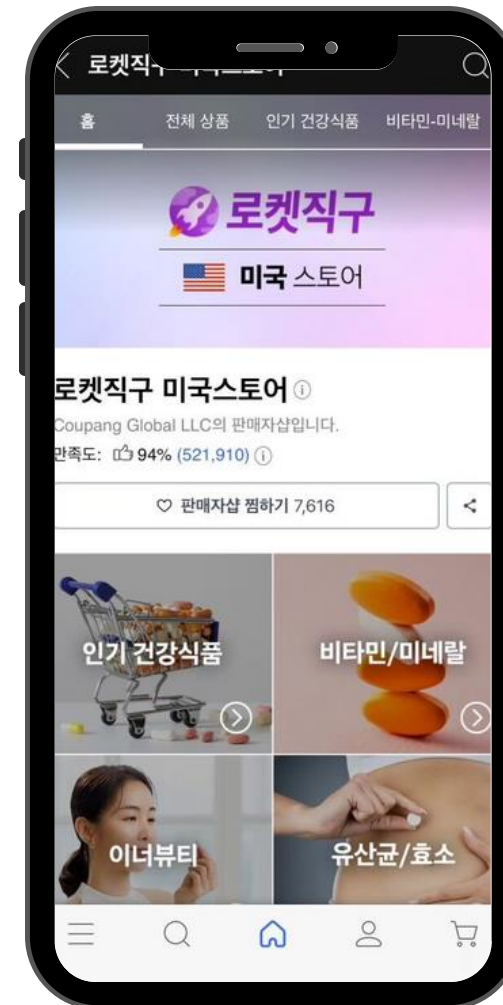 홈 전체 상품 인기 건강식품 비타민-미네랄
로켓직구
미국 스토어
로켓직구 미국스토어
Coupang Global LLC의 판매자샵입니다.
만족도: 94% (521,910)
판매자샵 찜하기 7,616
인기 건강식품
비타민/미네랄
이너뷰티
유산균/효소